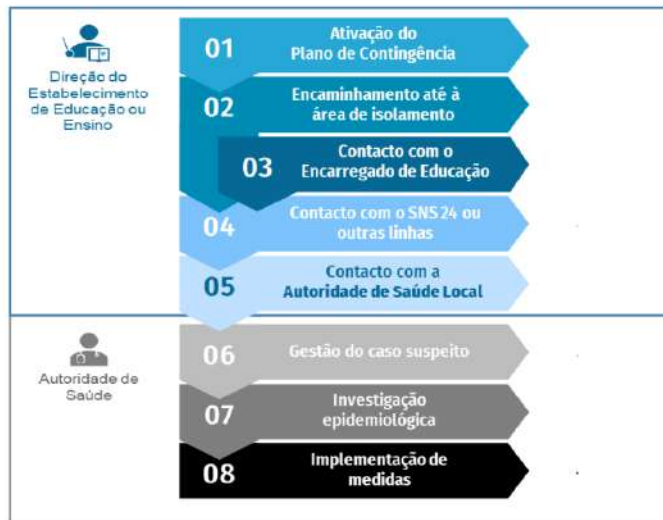 Direção do
Estabelecimento
de Educação ou
Ensino
01
Ativação do
Plano de Contingência
02
Encaminhamento até à
área de isolamento
03
Contacto com o
Encarregado de Educação
04
Contacto com o SNS 24 ou
outras linhas
05
Contacto com a
Autoridade de Saúde Local
Autoridade de
Saúde
06
Gestão do caso suspeito
07
Investigação
epidemiológica
08
Implementação de
medidas